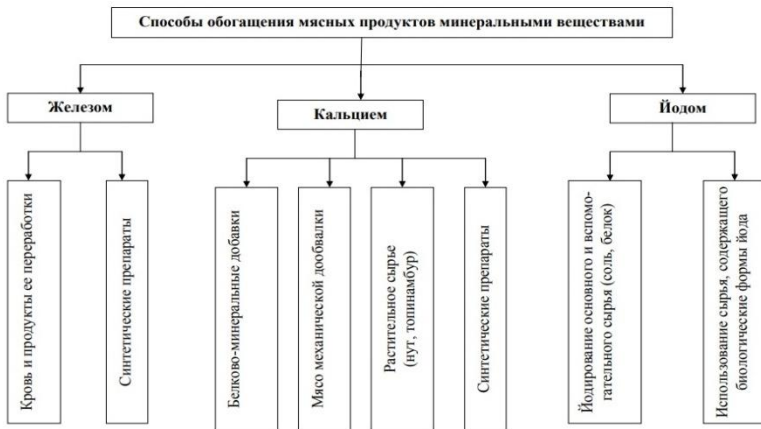 Способы обогащения мясных продуктов минеральными веществами
Железом
Кальцием
Йодом
Кровь и продукты ее переработки
Синтетические препараты
Белково-минеральные добавки
Мясо механической дообвалки
Растительное сырье
(нут, топинамбур)
Синтетические препараты
Йодирование основного и вспомо-
гательного сырья (соль, белок)
Использование сырья, содержащего
биологические формы йода